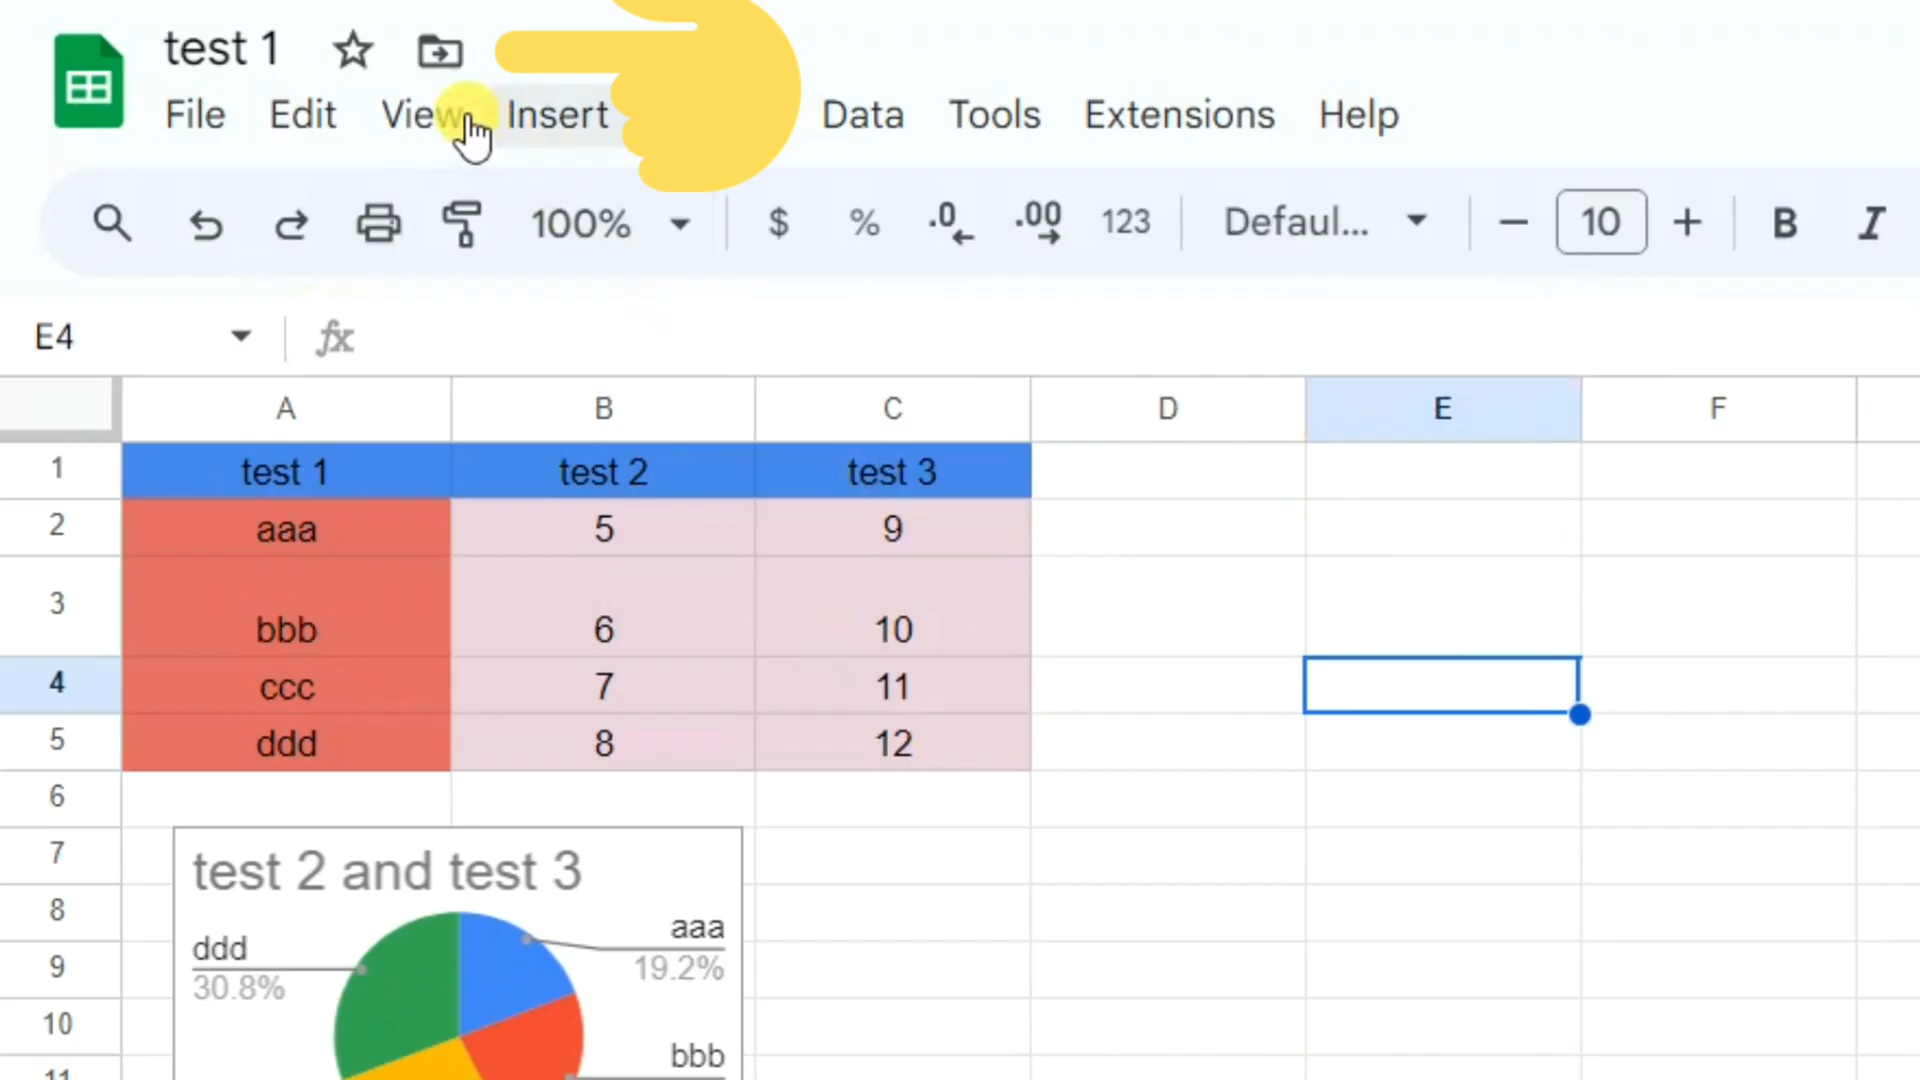 test 1
File Edit View Insert Data Tools Extensions Help
100% $ % .0 .00 123 Defaul... 10 B I
E4 fx
A B C D E F
1 test 1 test 2 test 3
2 aaa 5 9
3 bbb 6 10
4 ccc 7 11
5 ddd 8 12
6
7
test 2 and test 3
8
aaa
ddd
9
19.2%
30.8%
10
bbb
11